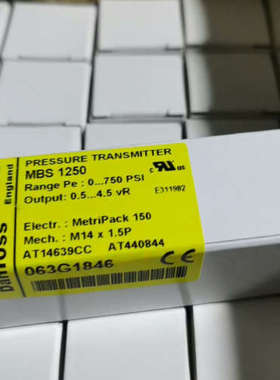 Danfoss
England
PRESSURE TRANSMITTER
MBS 1250
Range Pe : 0...750 PSI
Output: 0.5...4.5 vR
E311982
Electr. : MetriPack 150
Mech. : M14 x 1.5P
AT14639CC AT440844
063G1846
CE